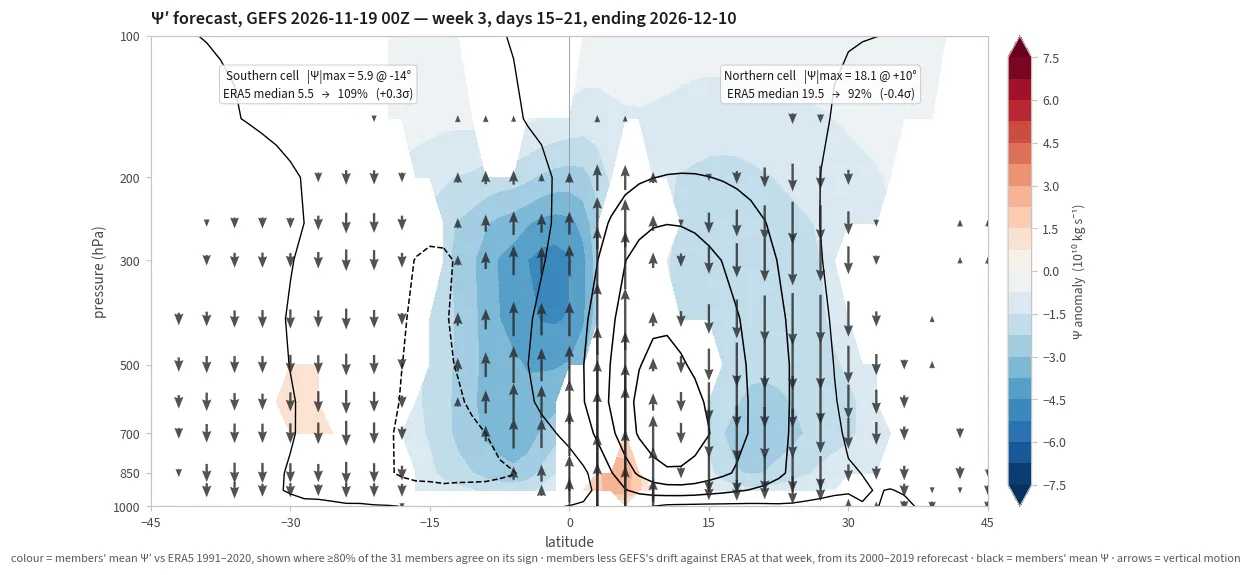 Ψ′ forecast, GEFS 2026-11-19 00Z — week 3, days 15–21, ending 2026-12-10
Southern cell |Ψ|max = 5.9 @ -14°
ERA5 median 5.5 → 109% (+0.3σ)
Northern cell |Ψ|max = 18.1 @ +10°
ERA5 median 19.5 → 92% (-0.4σ)
pressure (hPa)
100
200
300
400
500
700
850
1000
−45
−30
−15
0
15
30
45
latitude
7.5
6.0
4.5
3.0
1.5
0.0
−1.5
−3.0
−4.5
−6.0
−7.5
Ψ anomaly (10¹⁰ kg s⁻¹)
colour = members' mean Ψ′ vs ERA5 1991–2020, shown where ≥80% of the 31 members agree on its sign · members less GEFS's drift against ERA5 at that week, from its 2000–2019 reforecast · black = members' mean Ψ · arrows = vertical motion